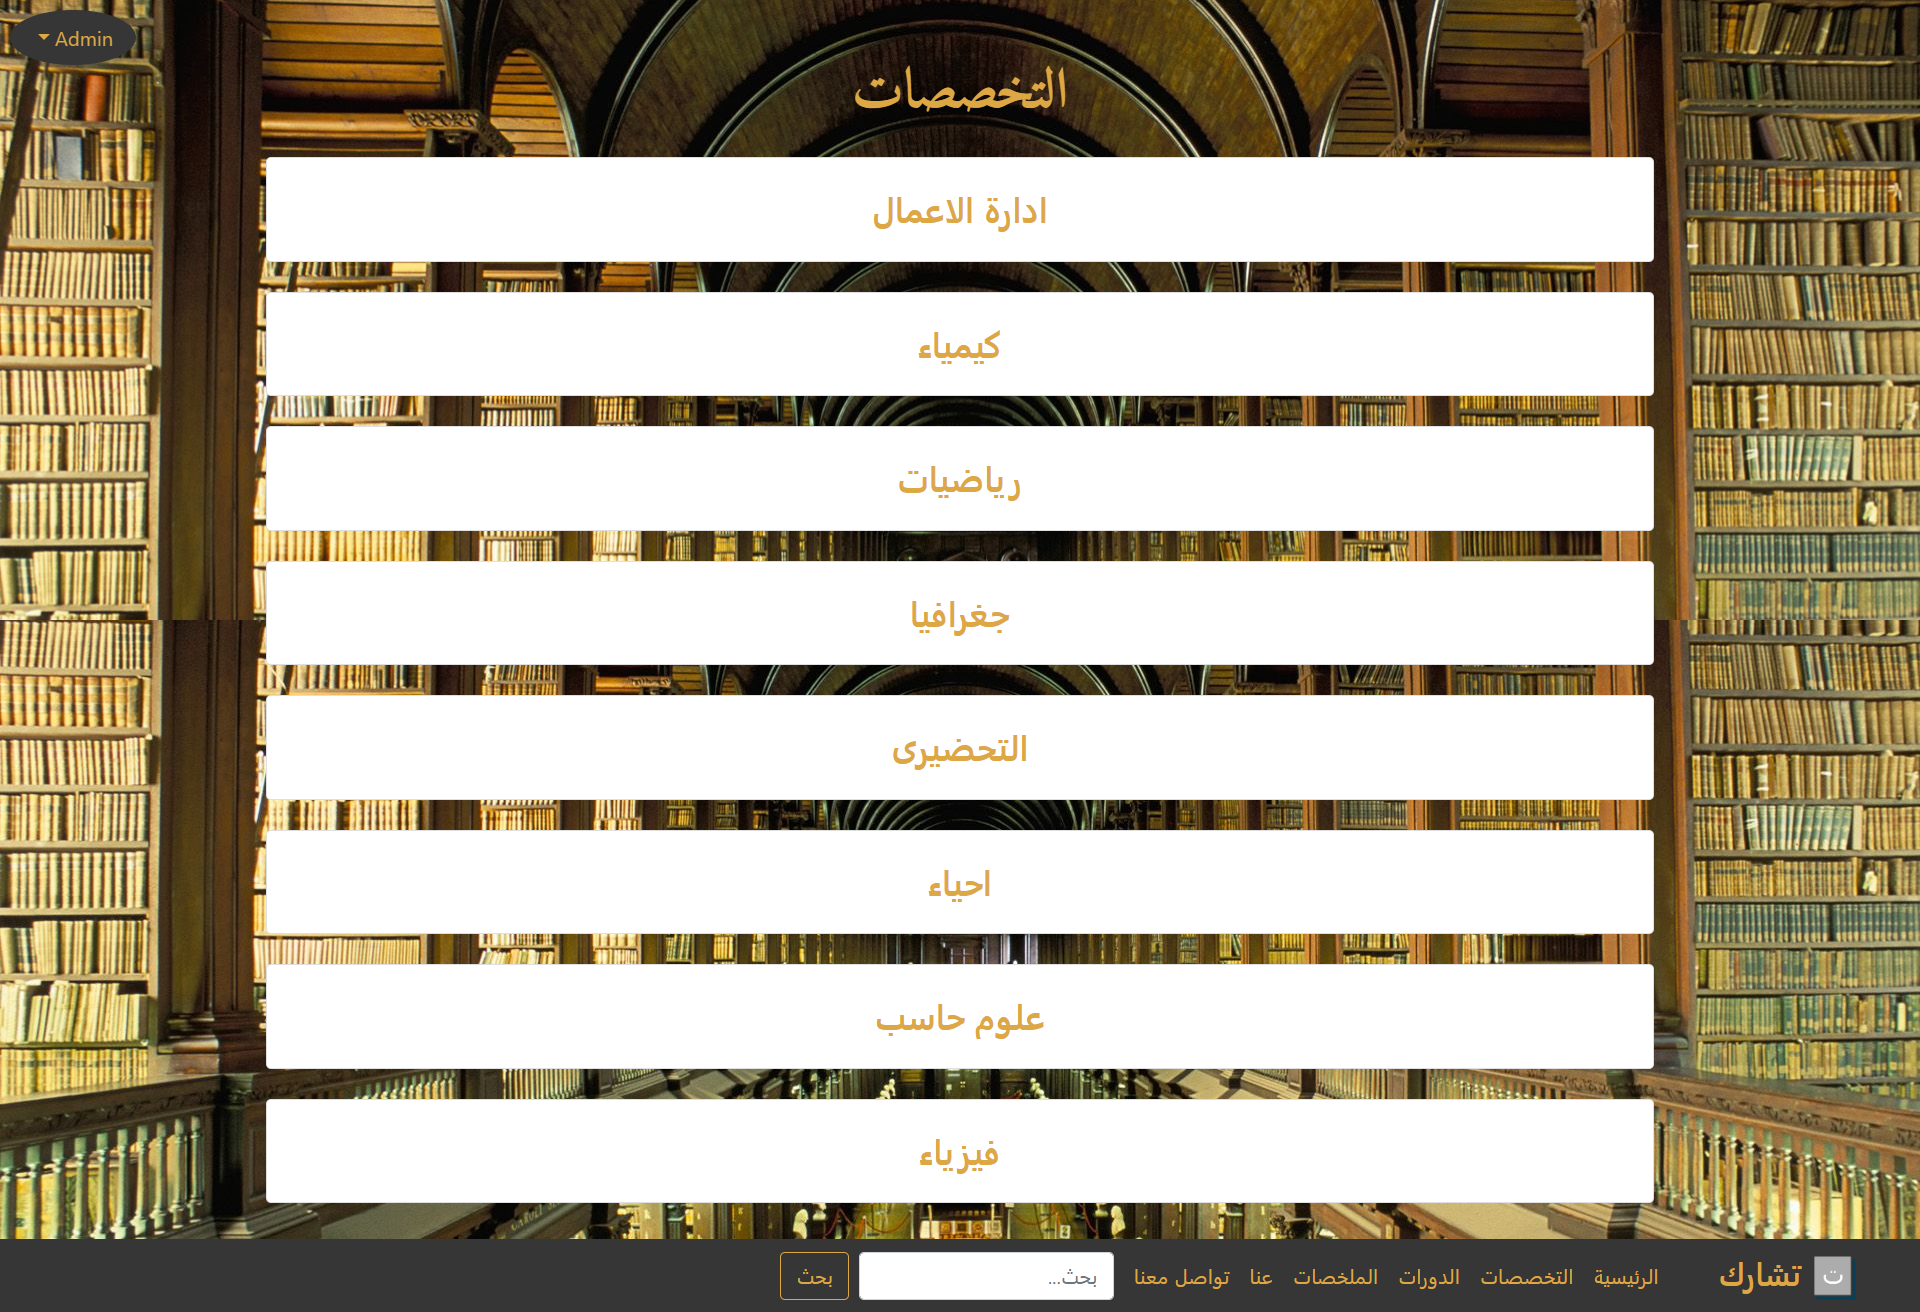 Admin
التخصصات
ادارة الاعمال
كيمياء
رياضيات
جغرافيا
التحضيرى
احياء
علوم حاسب
فيزياء
ت تشارك الرئيسية التخصصات الدورات الملخصات عنا تواصل معنا بحث... بحث